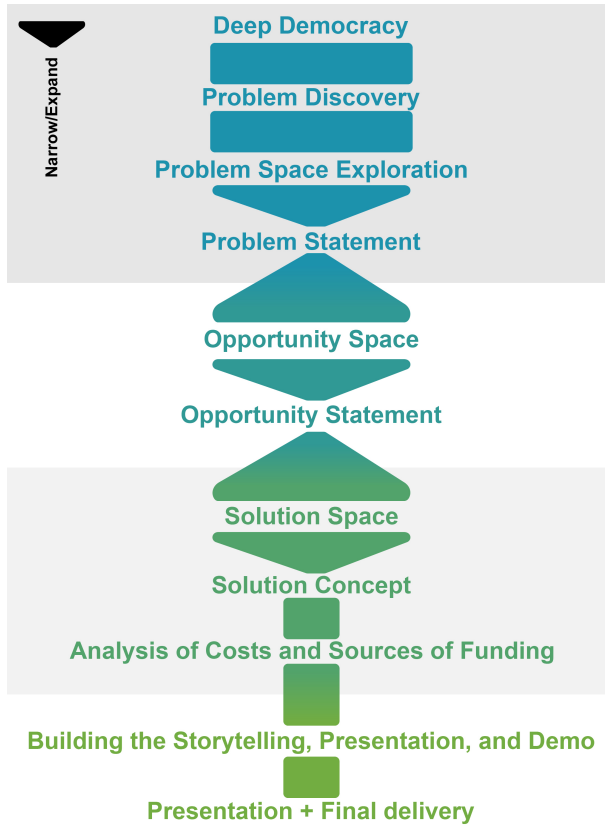 Deep Democracy
Narrow/Expand
Problem Discovery
Problem Space Exploration
Problem Statement
Opportunity Space
Opportunity Statement
Solution Space
Solution Concept
Analysis of Costs and Sources of Funding
Building the Storytelling, Presentation, and Demo
Presentation + Final delivery